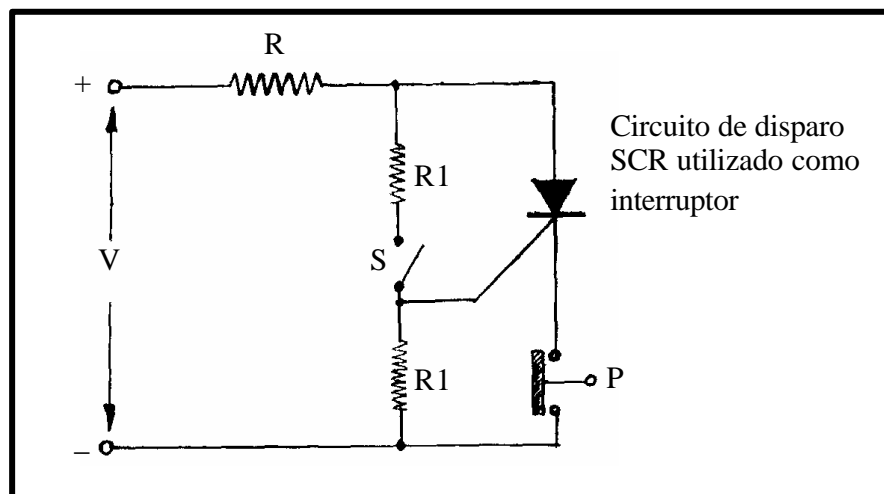 R
+
Circuito de disparo
SCR utilizado como
interruptor
R1
V
S
R1
P
–